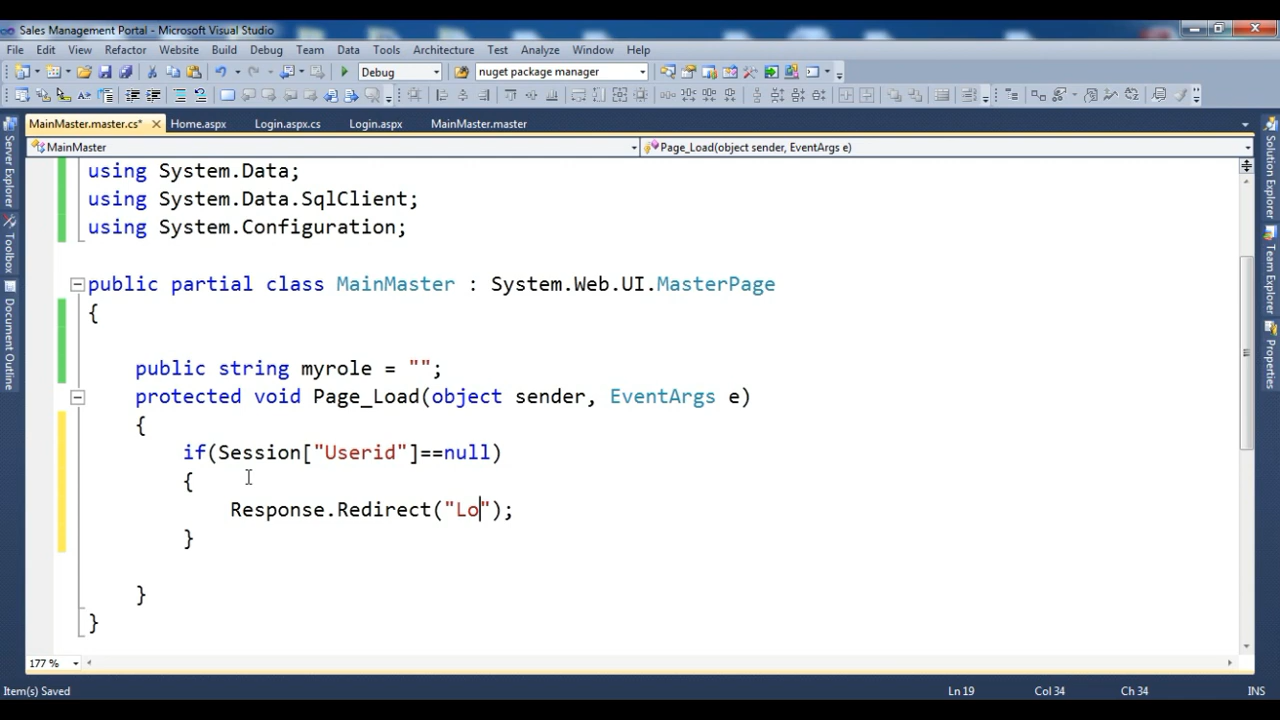 Sales Management Portal - Microsoft Visual Studio
File Edit View Refactor Website Build Debug Team Data Tools Architecture Test Analyze Window Help
Debug nuget package manager
MainMaster.master.cs* Home.aspx Login.aspx.cs Login.aspx MainMaster.master
MainMaster Page_Load(object sender, EventArgs e)
Server Explorer
Toolbox
Document Outline
using System.Data;
using System.Data.SqlClient;
using System.Configuration;
public partial class MainMaster : System.Web.UI.MasterPage
{
public string myrole = "";
protected void Page_Load(object sender, EventArgs e)
{
if(Session["Userid"]==null)
{
Response.Redirect("Lo");
}
}
}
Solution Explorer
Team Explorer
Properties
177 %
Item(s) Saved Ln 19 Col 34 Ch 34 INS